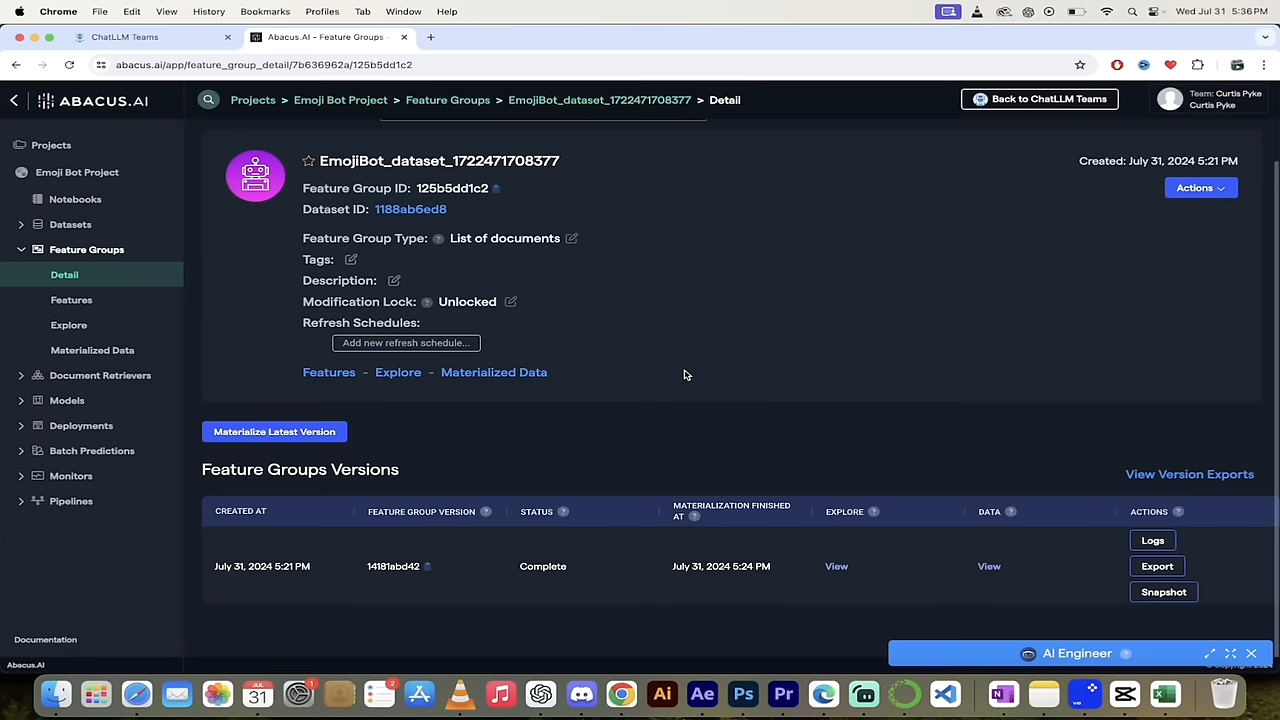 Chrome File Edit View History Bookmarks Profiles Tab Window Help Wed Jul 31 5:36 PM
ChatLLM Teams Abacus.AI - Feature Groups
abacus.ai/app/feature_group_detail/7b636962a/125b5dd1c2
ABACUS.AI Projects > Emoji Bot Project > Feature Groups > EmojiBot_dataset_1722471708377 > Detail Back to ChatLLM Teams Team: Curtis Pyke
Curtis Pyke
Projects
Emoji Bot Project
Notebooks
Datasets
Feature Groups
Detail
Features
Explore
Materialized Data
Document Retrievers
Models
Deployments
Batch Predictions
Monitors
Pipelines
Documentation
Abacus.AI
EmojiBot_dataset_1722471708377 Created: July 31, 2024 5:21 PM
Feature Group ID: 125b5dd1c2 Actions
Dataset ID: 1188ab6ed8
Feature Group Type: ? List of documents
Tags:
Description:
Modification Lock: ? Unlocked
Refresh Schedules:
Add new refresh schedule...
Features - Explore - Materialized Data
Materialize Latest Version
Feature Groups Versions View Version Exports
CREATED AT FEATURE GROUP VERSION ? STATUS ? MATERIALIZATION FINISHED AT ? EXPLORE ? DATA ? ACTIONS ?
July 31, 2024 5:21 PM 14181abd42 Complete July 31, 2024 5:24 PM View View
Logs
Export
Snapshot
AI Engineer ?
JUL 31 1 2 Ai Ae Ps Pr